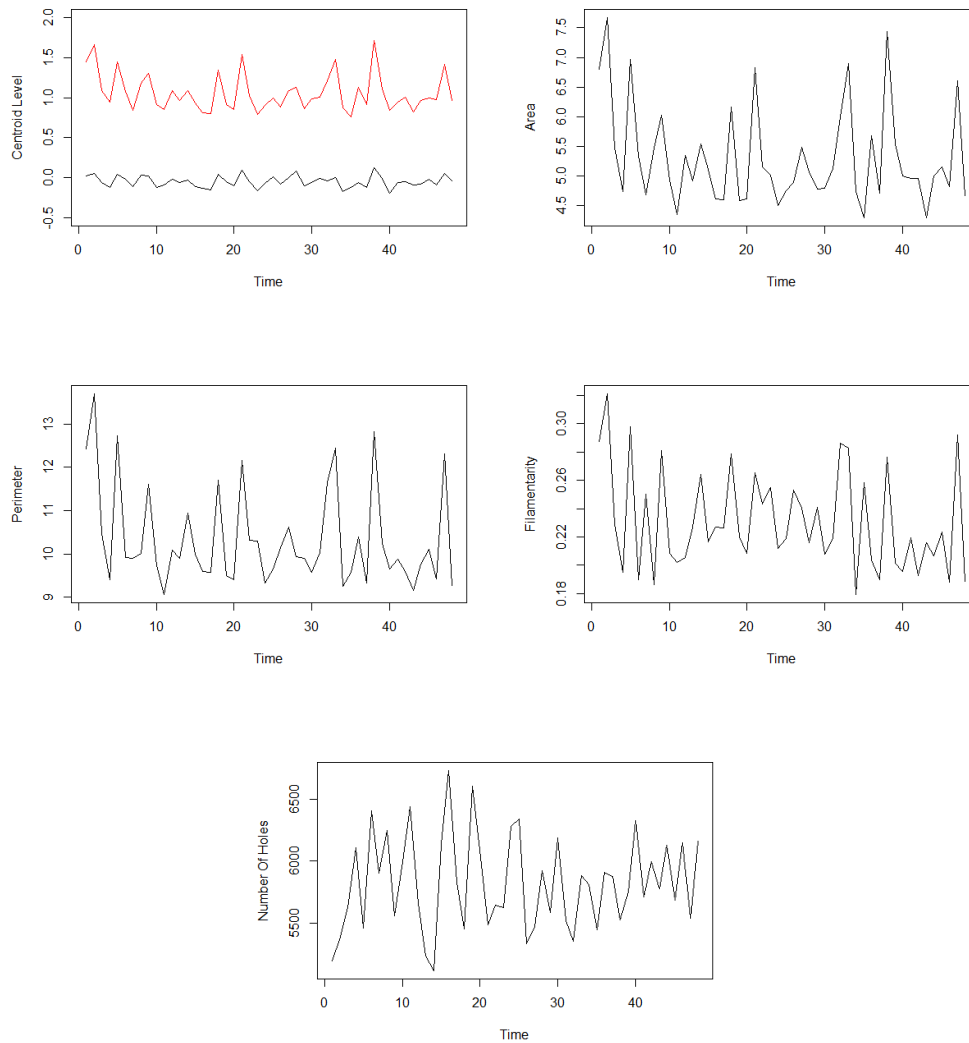 Centroid Level
-0.5 0.0 0.5 1.0 1.5 2.0
0 10 20 30 40
Time
Area
4.5 5.0 5.5 6.0 6.5 7.0 7.5
0 10 20 30 40
Time
Perimeter
9 10 11 12 13
0 10 20 30 40
Time
Filamentarity
0.18 0.22 0.26 0.30
0 10 20 30 40
Time
Number Of Holes
5500 6000 6500
0 10 20 30 40
Time